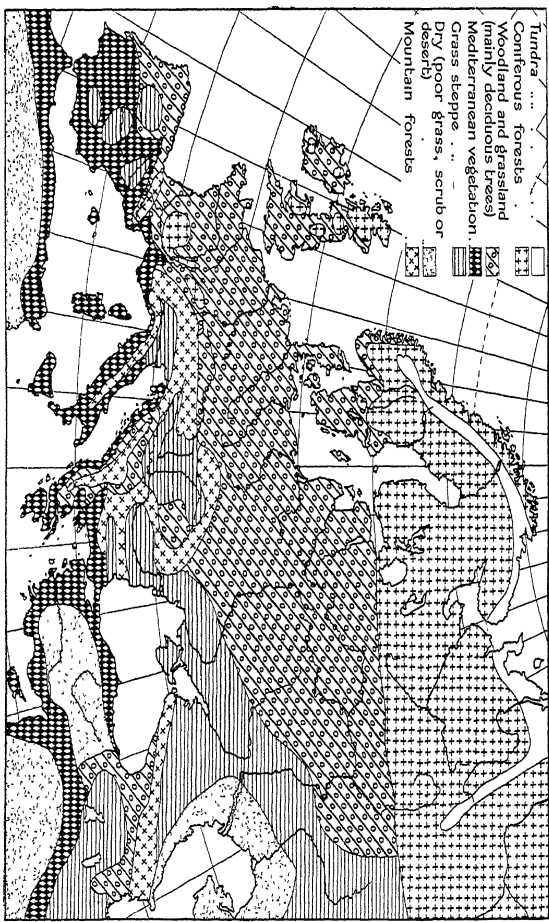 Tundra .... . . .
Coniferous forests .
Woodland and grassland
(mainly deciduous trees)
Mediterranean vegetation
Grass steppe . .. –
Dry (poor grass, scrub or
desert)
Mountain forests